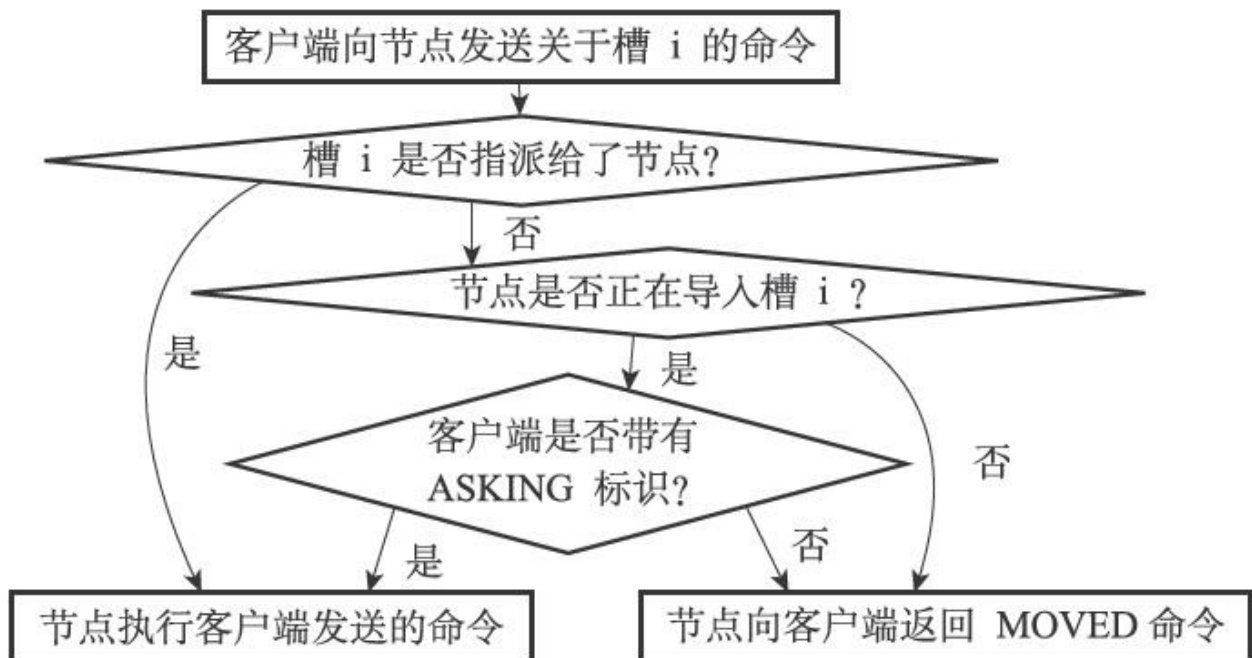 客户端向节点发送关于槽 i 的命令
槽 i 是否指派给了节点?
否
节点是否正在导入槽 i ?
是
是
客户端是否带有
ASKING 标识?
否
是
否
节点执行客户端发送的命令
节点向客户端返回 MOVED 命令